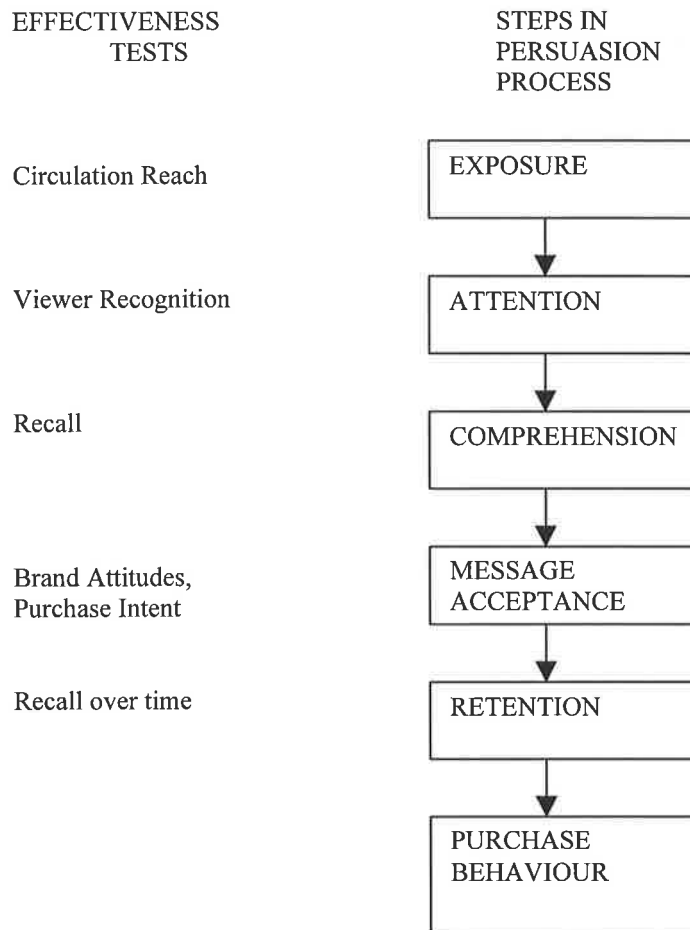 EFFECTIVENESS
TESTS
STEPS IN
PERSUASION
PROCESS
Circulation Reach
EXPOSURE
Viewer Recognition
ATTENTION
Recall
COMPREHENSION
Brand Attitudes,
Purchase Intent
MESSAGE
ACCEPTANCE
Recall over time
RETENTION
PURCHASE
BEHAVIOUR